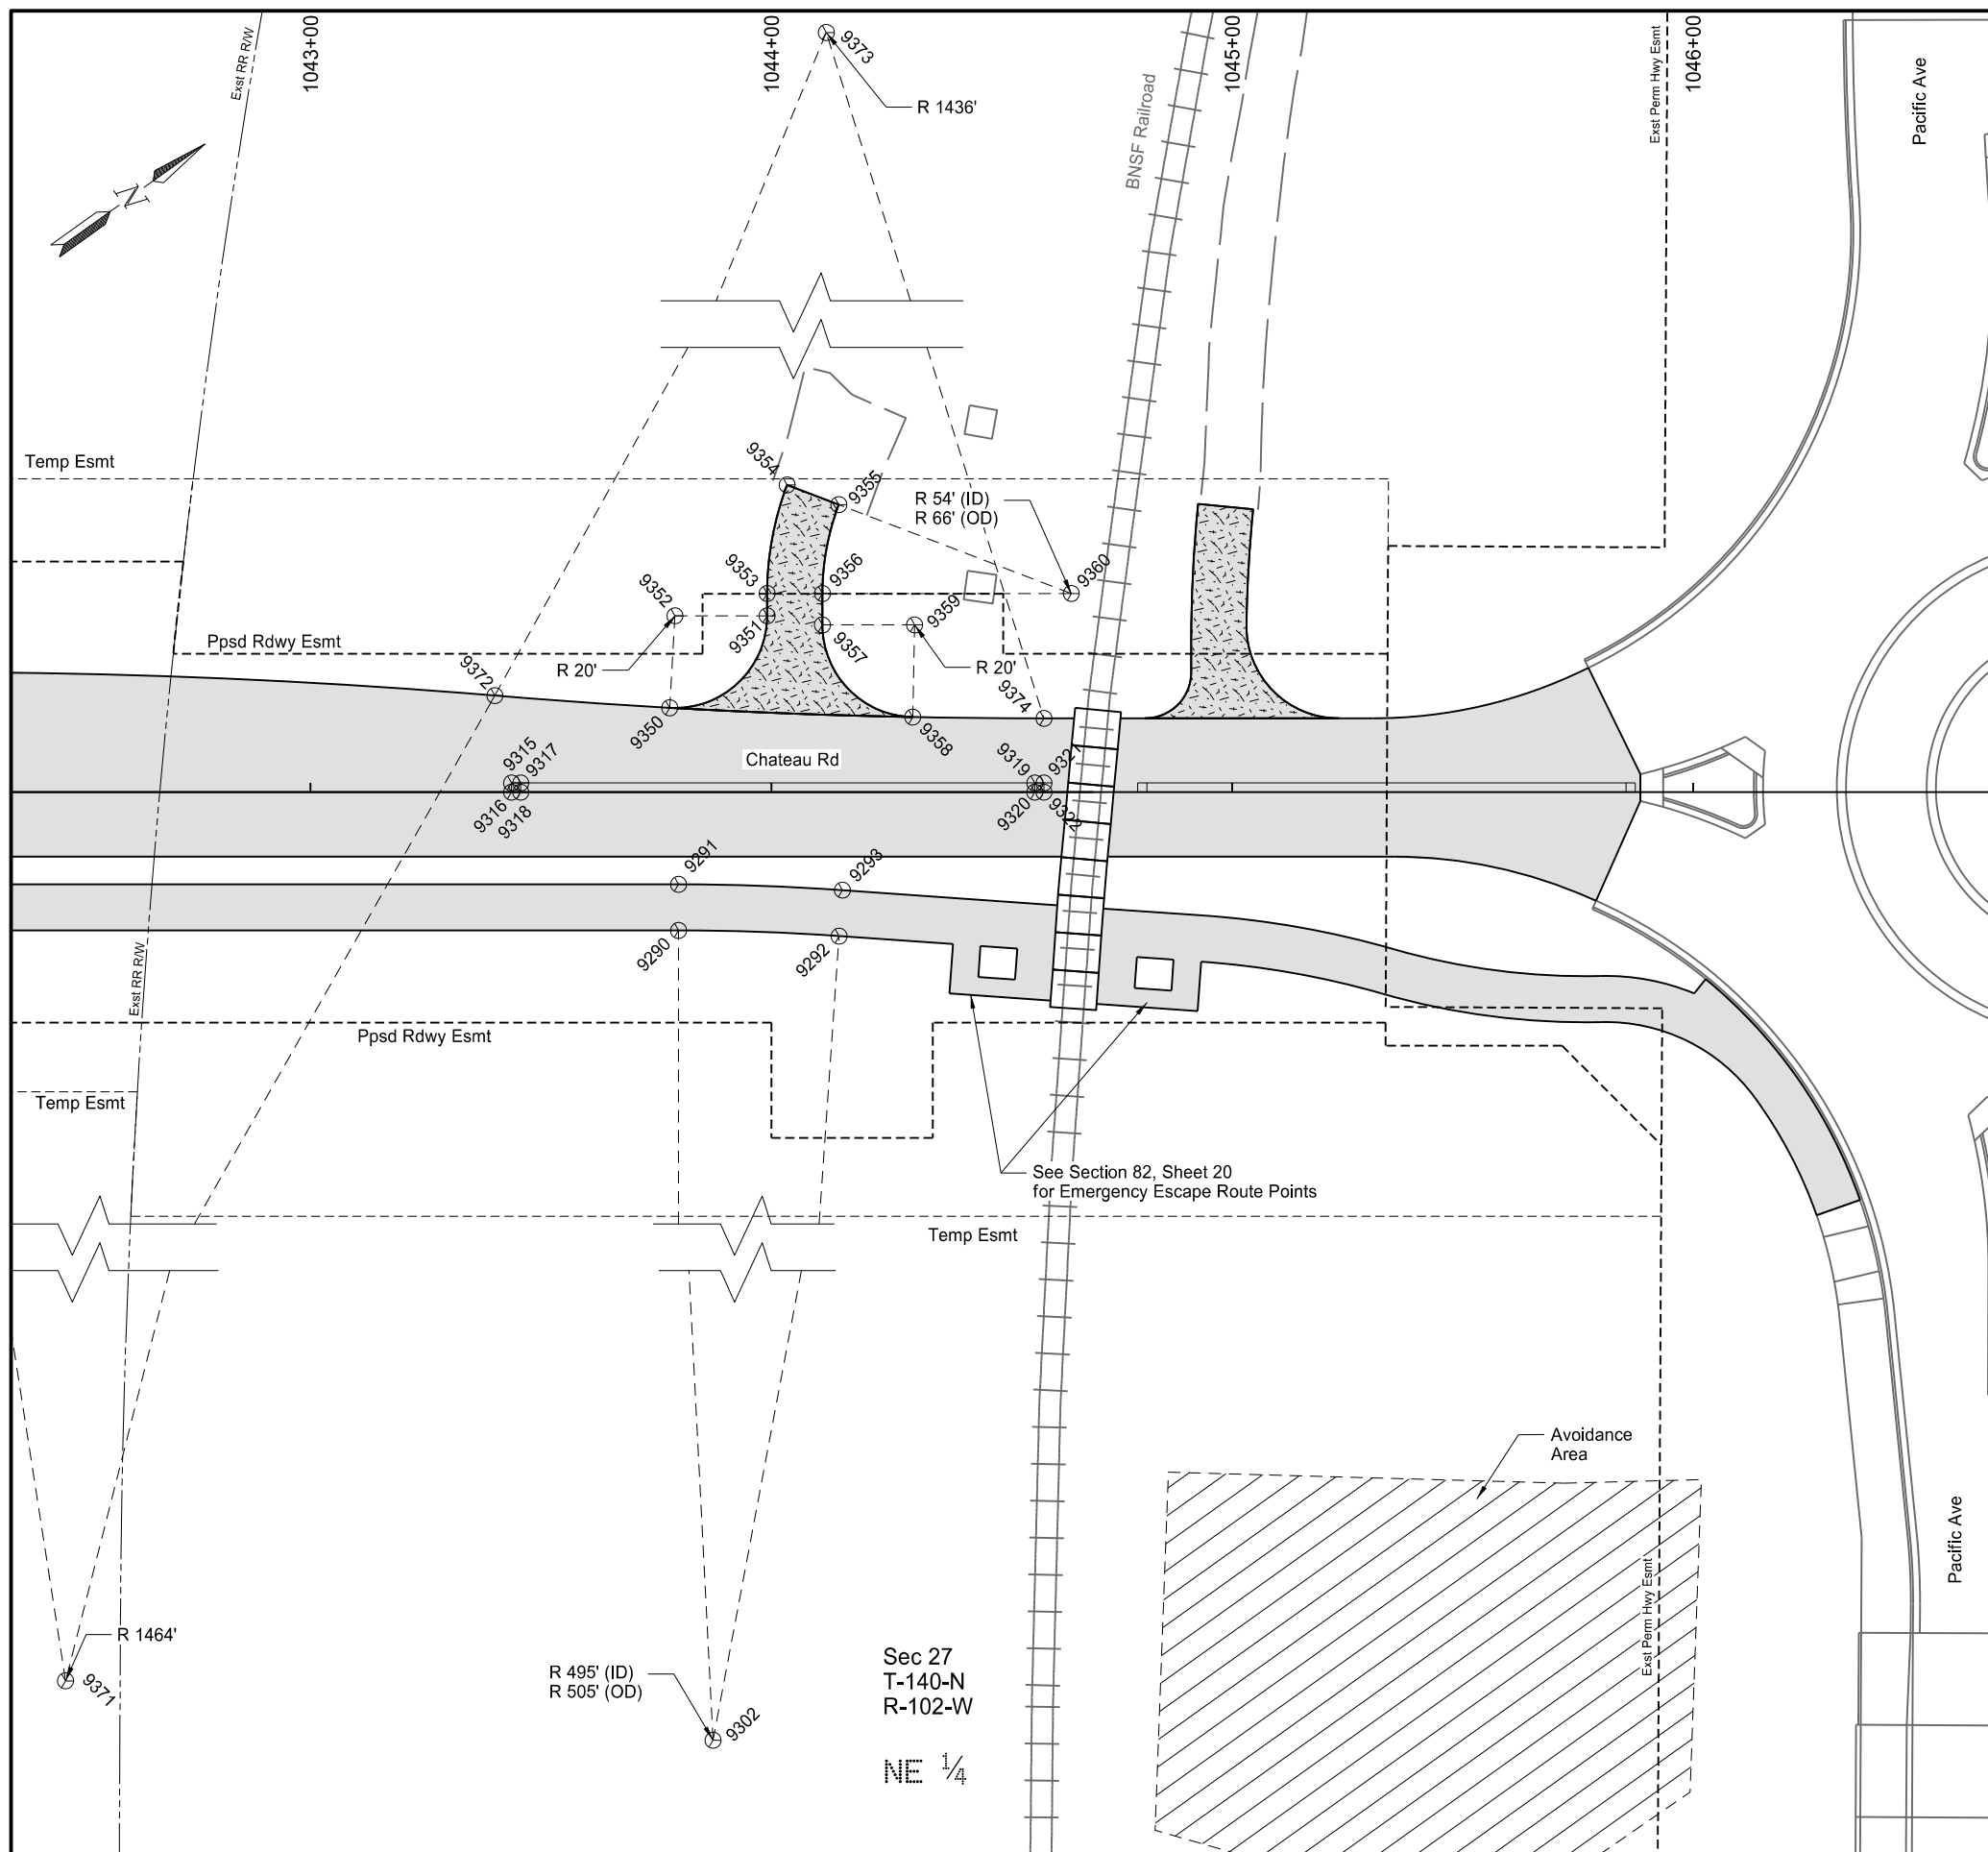 1043+00
1044+00
1045+00
1046+00
Exst RR R/W
9373
R 1436'
BNSF Railroad
Exst Perm Hwy Esmt
Pacific Ave
N
Temp Esmt
9354
9355
R 54' (ID)
R 66' (OD)
9353
9356
9360
9352
9359
9351
9357
Ppsd Rdwy Esmt
R 20'
R 20'
9372
9374
9350
9358
Chateau Rd
9315
9317
9319
9321
9316
9318
9320
9322
9291
9293
9290
9292
Exst RR R/W
Ppsd Rdwy Esmt
Temp Esmt
See Section 82, Sheet 20
for Emergency Escape Route Points
Temp Esmt
Avoidance
Area
R 1464'
9371
R 495' (ID)
R 505' (OD)
9302
Sec 27
T-140-N
R-102-W
NE 1/4
Exst Perm Hwy Esmt
Pacific Ave